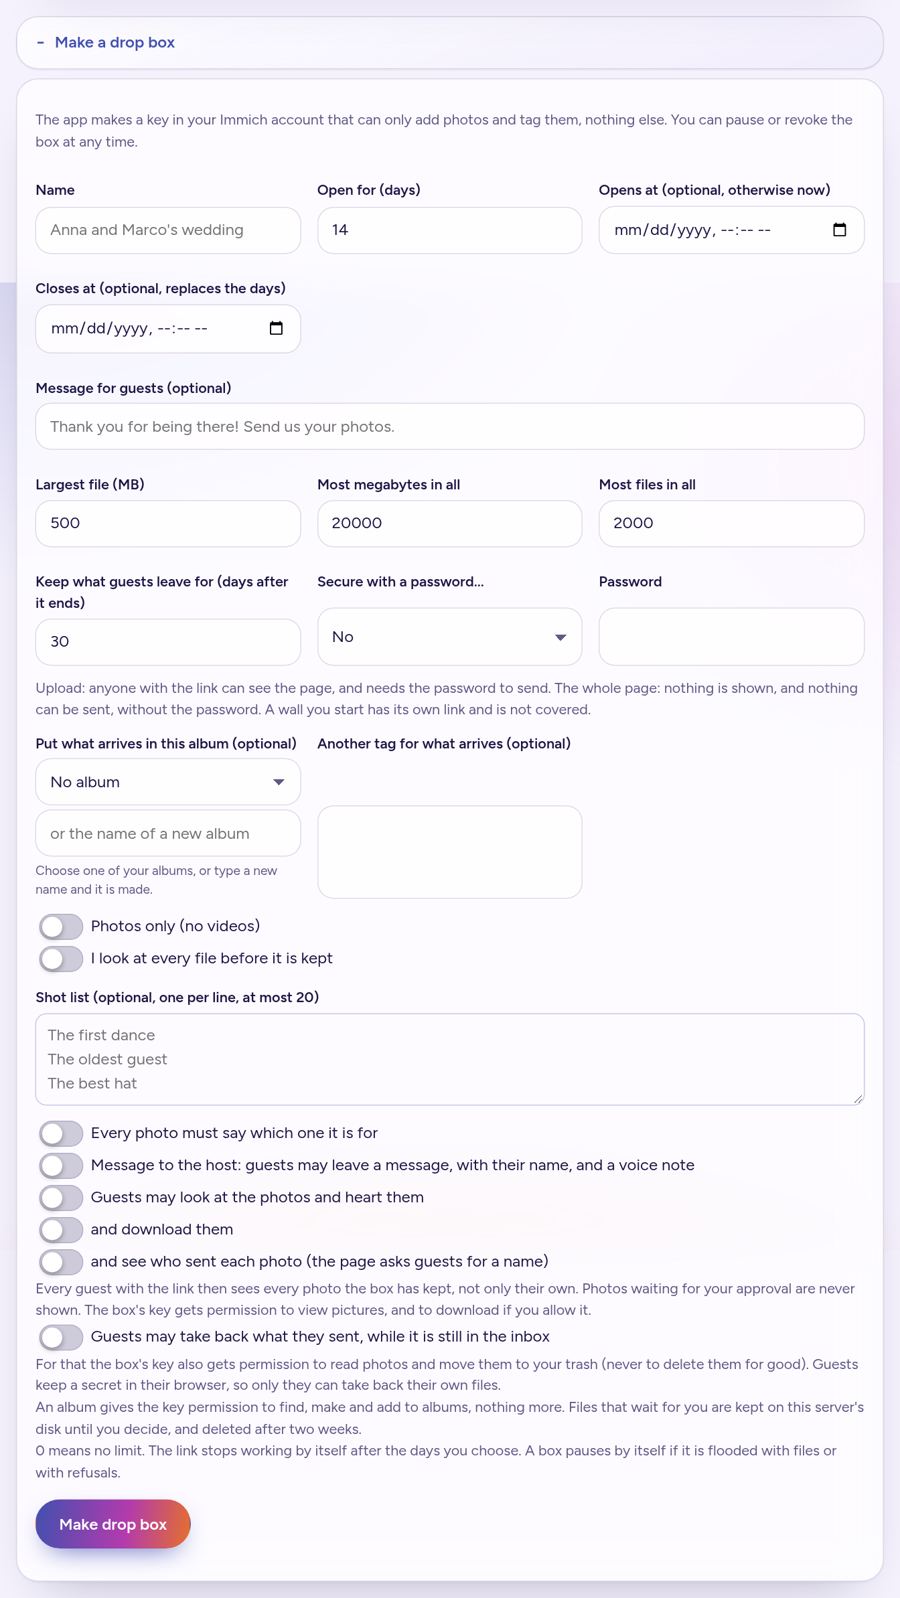 - Make a drop box
The app makes a key in your Immich account that can only add photos and tag them, nothing else. You can pause or revoke the
box at any time.
Name
Open for (days)
Opens at (optional, otherwise now)
Anna and Marco's wedding
14
mm/dd/yyyy, --:-- --
Closes at (optional, replaces the days)
mm/dd/yyyy, --:-- --
Message for guests (optional)
Thank you for being there! Send us your photos.
Largest file (MB)
Most megabytes in all
Most files in all
500
20000
2000
Keep what guests leave for (days after
it ends)
Secure with a password...
Password
30
No
Upload: anyone with the link can see the page, and needs the password to send. The whole page: nothing is shown, and nothing
can be sent, without the password. A wall you start has its own link and is not covered.
Put what arrives in this album (optional)
Another tag for what arrives (optional)
No album
or the name of a new album
Choose one of your albums, or type a new
name and it is made.
Photos only (no videos)
I look at every file before it is kept
Shot list (optional, one per line, at most 20)
The first dance
The oldest guest
The best hat
Every photo must say which one it is for
Message to the host: guests may leave a message, with their name, and a voice note
Guests may look at the photos and heart them
and download them
and see who sent each photo (the page asks guests for a name)
Every guest with the link then sees every photo the box has kept, not only their own. Photos waiting for your approval are never
shown. The box's key gets permission to view pictures, and to download if you allow it.
Guests may take back what they sent, while it is still in the inbox
For that the box's key also gets permission to read photos and move them to your trash (never to delete them for good). Guests
keep a secret in their browser, so only they can take back their own files.
An album gives the key permission to find, make and add to albums, nothing more. Files that wait for you are kept on this server's
disk until you decide, and deleted after two weeks.
0 means no limit. The link stops working by itself after the days you choose. A box pauses by itself if it is flooded with files or
with refusals.
Make drop box